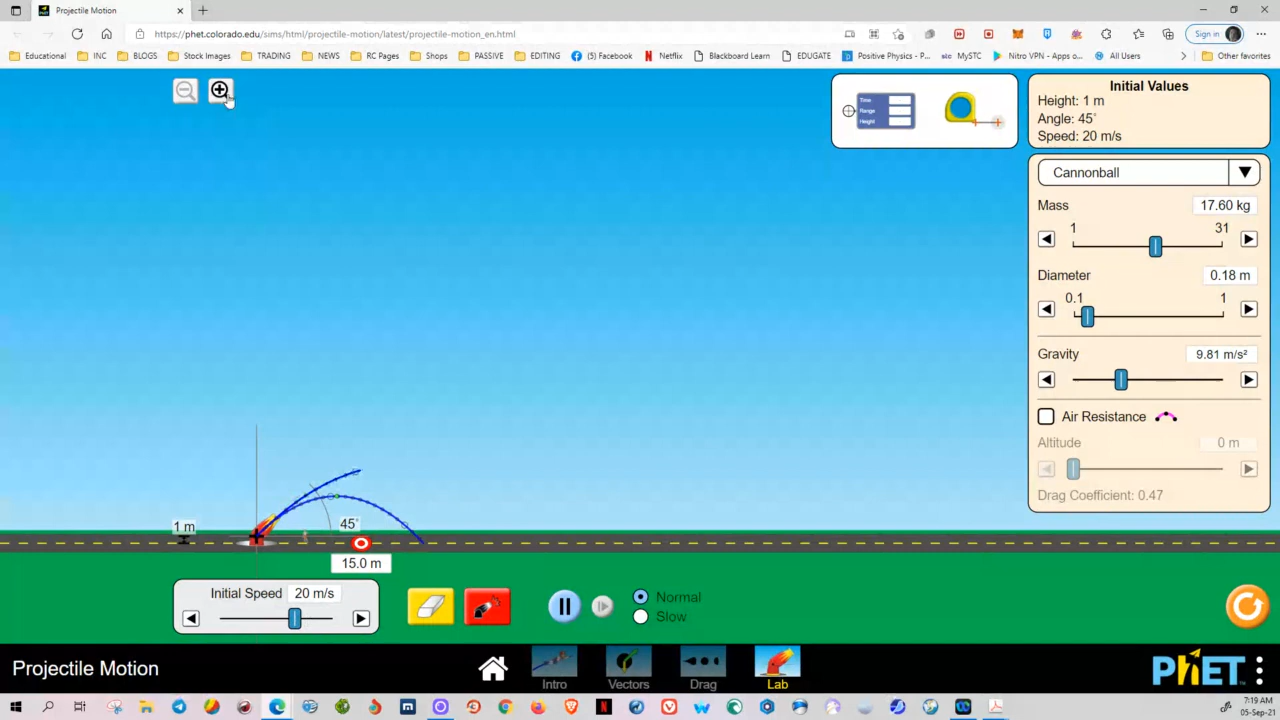 Projectile Motion
https://phet.colorado.edu/sims/html/projectile-motion/latest/projectile-motion_en.html
Sign in
Educational
INC
BLOGS
Stock Images
TRADING
NEWS
RC Pages
Shops
PASSIVE
EDITING
(5) Facebook
Netflix
Blackboard Learn
EDUGATE
Positive Physics - P...
MySTC
Nitro VPN - Apps o...
All Users
Other favorites
Time
Range
Height
Initial Values
Height: 1 m
Angle: 45°
Speed: 20 m/s
Cannonball
Mass 17.60 kg
1 31
Diameter 0.18 m
0.1 1
Gravity 9.81 m/s²
Air Resistance
Altitude 0 m
Drag Coefficient: 0.47
1 m
45°
15.0 m
Initial Speed 20 m/s
Normal
Slow
Projectile Motion
Intro
Vectors
Drag
Lab
PhET
7:19 AM
05-Sep-21